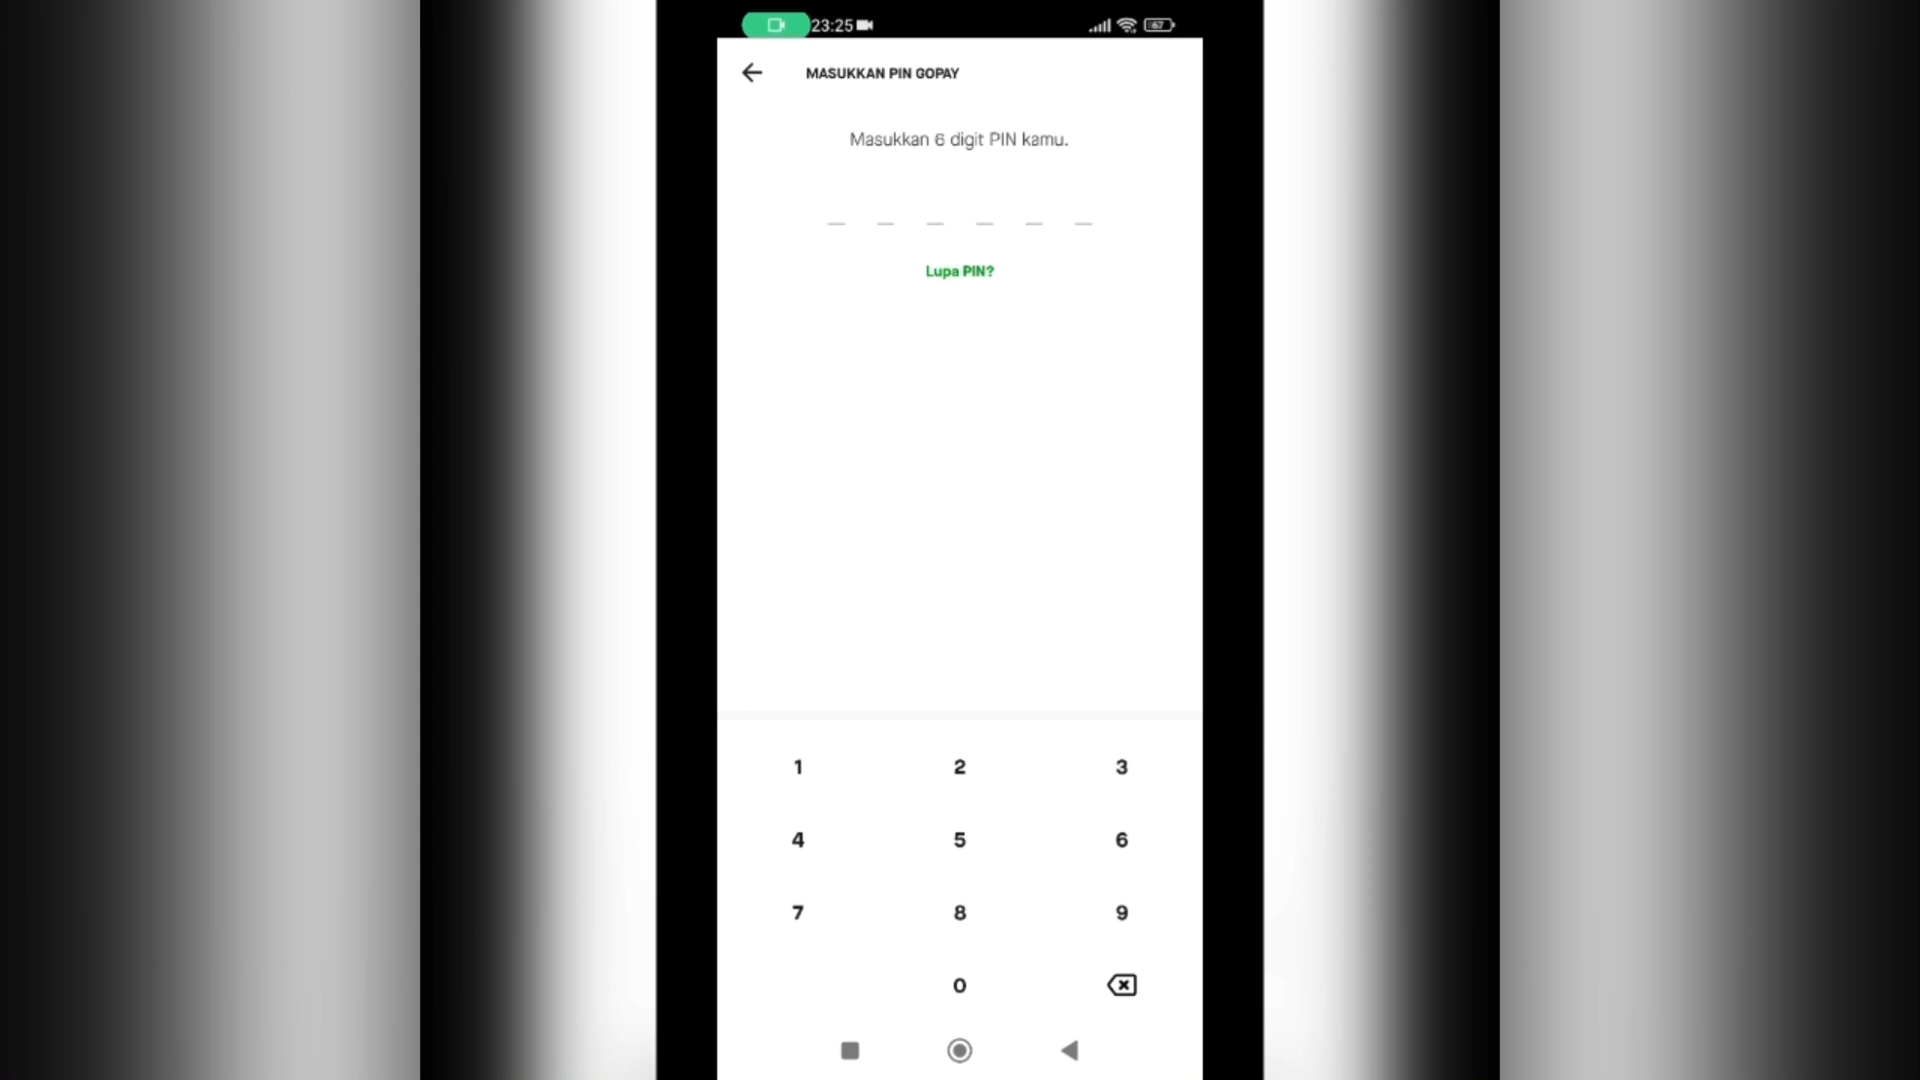 23:25
67
MASUKKAN PIN GOPAY
Masukkan 6 digit PIN kamu.
Lupa PIN?
1 2 3
4 5 6
7 8 9
0